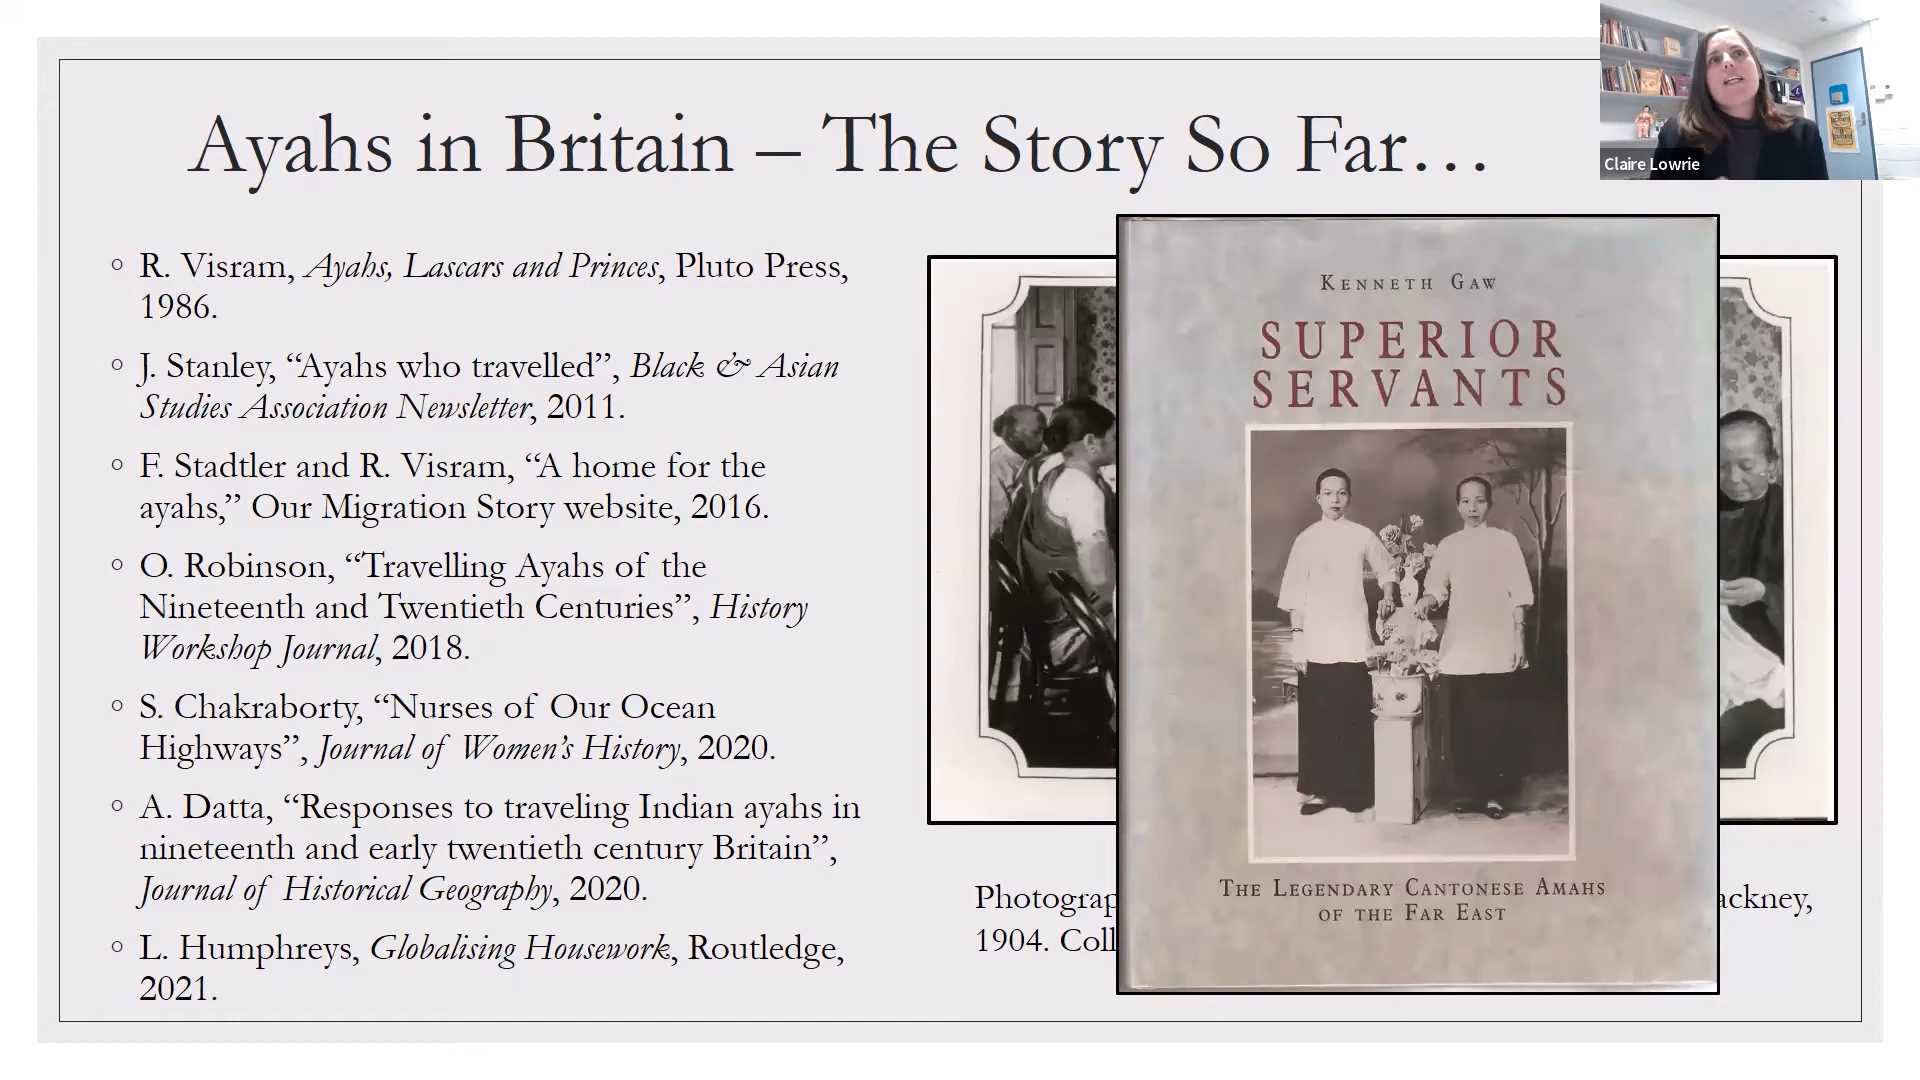 Ayahs in Britain – The Story So Far…
Claire Lowrie
R. Visram, Ayahs, Lascars and Princes, Pluto Press,
1986.
J. Stanley, “Ayahs who travelled”, Black & Asian
Studies Association Newsletter, 2011.
F. Stadtler and R. Visram, “A home for the
ayahs,” Our Migration Story website, 2016.
O. Robinson, “Travelling Ayahs of the
Nineteenth and Twentieth Centuries”, History
Workshop Journal, 2018.
S. Chakraborty, “Nurses of Our Ocean
Highways”, Journal of Women’s History, 2020.
A. Datta, “Responses to traveling Indian ayahs in
nineteenth and early twentieth century Britain”,
Journal of Historical Geography, 2020.
L. Humphreys, Globalising Housework, Routledge,
2021.
KENNETH GAW
SUPERIOR
SERVANTS
THE LEGENDARY CANTONESE AMAHS
OF THE FAR EAST
Photograp
ackney,
1904. Coll